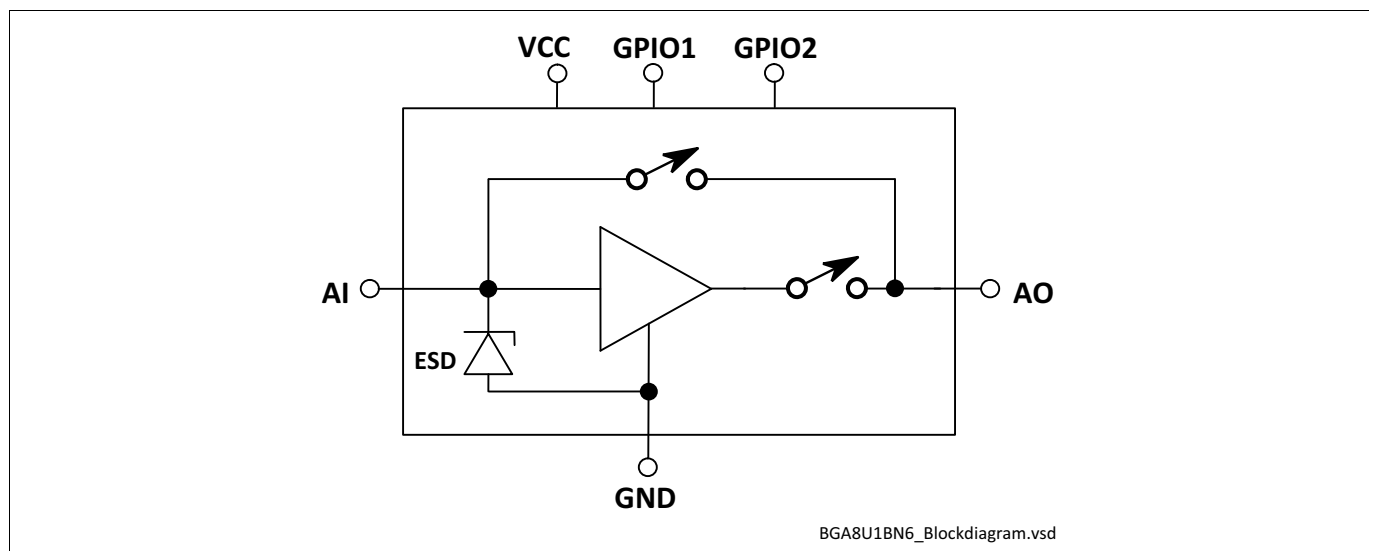 VCC GPIO1 GPIO2
AI
AO
ESD
GND
BGA8U1BN6_Blockdiagram.vsd